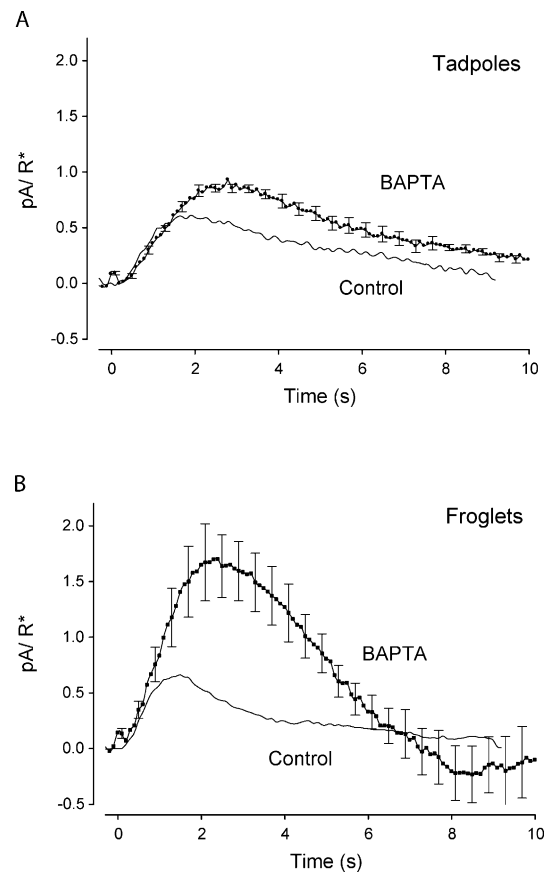 A
Tadpoles
2.0
1.5
1.0
0.5
0.0
-0.5
pA/ R*
BAPTA
Control
0 2 4 6 8 10
Time (s)
B
Froglets
2.0
1.5
1.0
0.5
0.0
-0.5
pA/ R*
BAPTA
Control
0 2 4 6 8 10
Time (s)